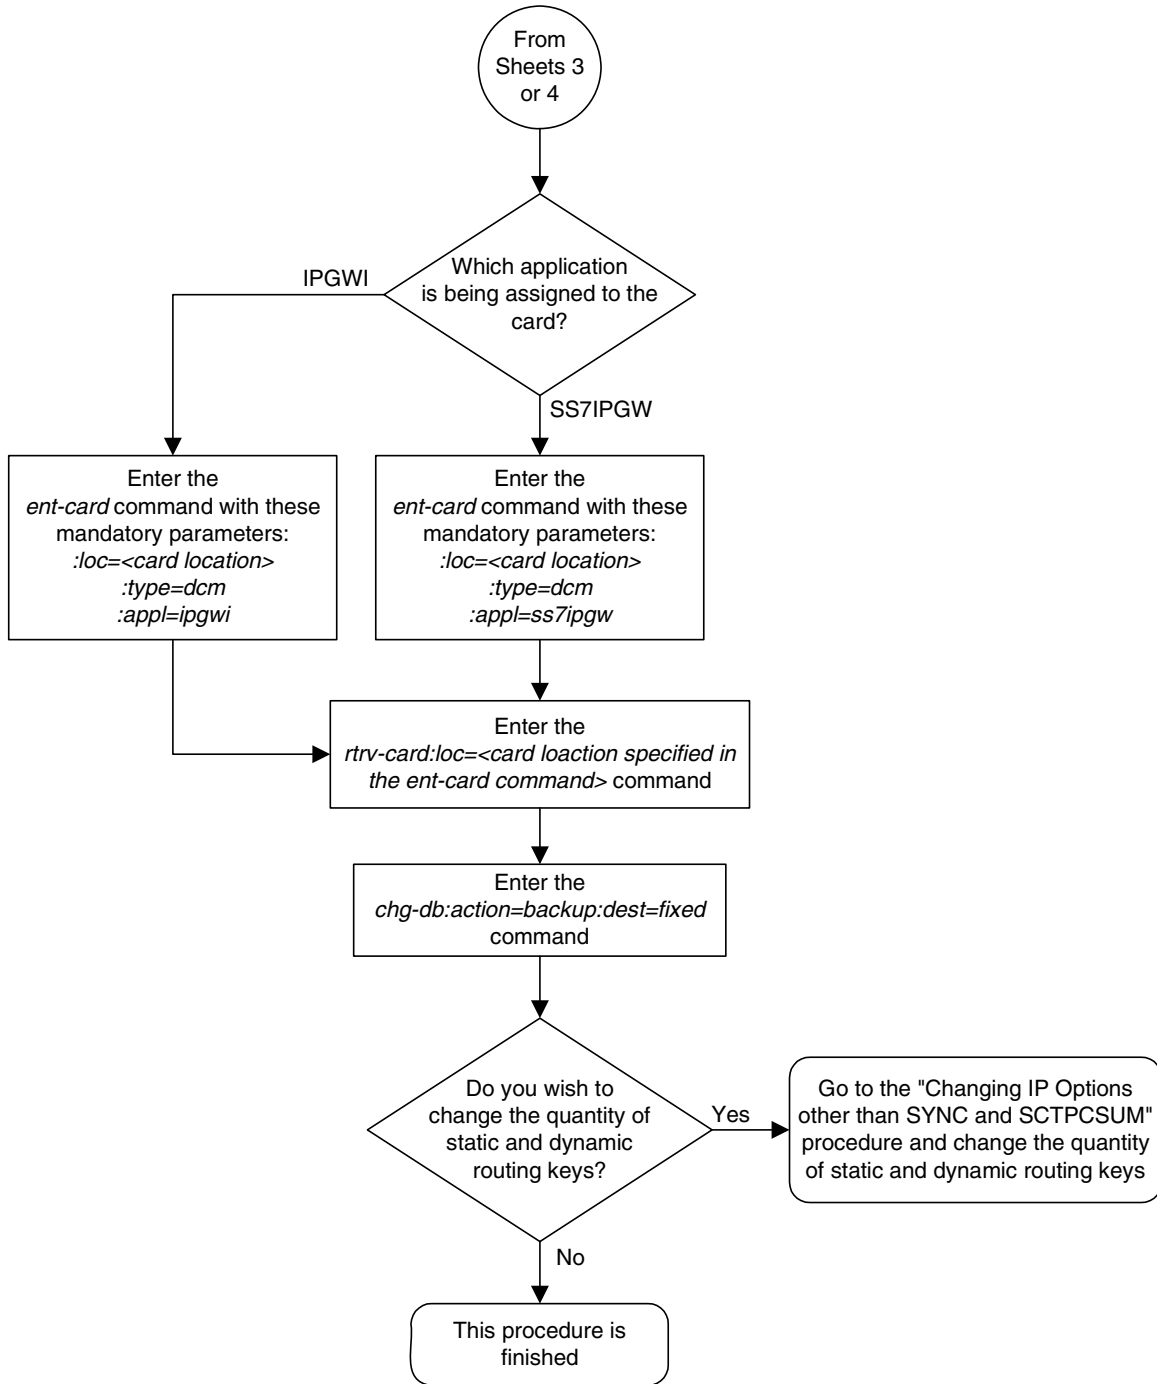 From
Sheets 3
or 4
Which application
is being assigned to the
card?
IPGWI
SS7IPGW
Enter the
ent-card command with these
mandatory parameters:
:loc=<card location>
:type=dcm
:appl=ipgwi
Enter the
ent-card command with these
mandatory parameters:
:loc=<card location>
:type=dcm
:appl=ss7ipgw
Enter the
rtrv-card:loc=<card loaction specified in
the ent-card command> command
Enter the
chg-db:action=backup:dest=fixed
command
Do you wish to
change the quantity of
static and dynamic
routing keys?
Yes
Go to the "Changing IP Options
other than SYNC and SCTPCSUM"
procedure and change the quantity
of static and dynamic routing keys
No
This procedure is
finished